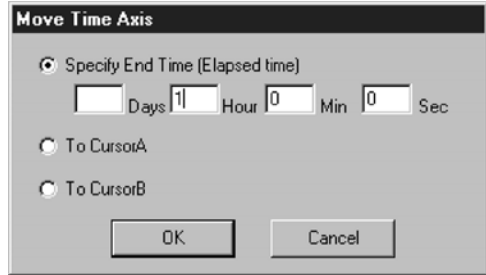 Move Time Axis
Specify End Time (Elapsed time)
Days 1 Hour 0 Min 0 Sec
To CursorA
To CursorB
OK Cancel